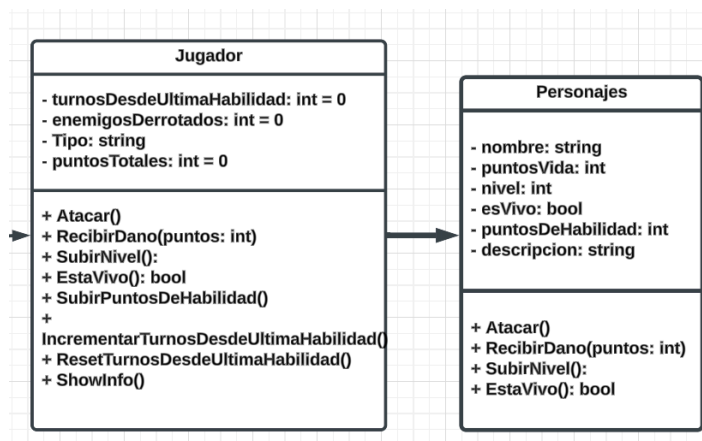 Jugador
- turnosDesdeUltimaHabilidad: int = 0
- enemigosDerrotados: int = 0
- Tipo: string
- puntosTotales: int = 0
+ Atacar()
+ RecibirDano(puntos: int)
+ SubirNivel():
+ EstaVivo(): bool
+ SubirPuntosDeHabilidad()
+
IncrementarTurnosDesdeUltimaHabilidad()
+ ResetTurnosDesdeUltimaHabilidad()
+ ShowInfo()
Personajes
- nombre: string
- puntosVida: int
- nivel: int
- esVivo: bool
- puntosDeHabilidad: int
- descripcion: string
+ Atacar()
+ RecibirDano(puntos: int)
+ SubirNivel():
+ EstaVivo(): bool